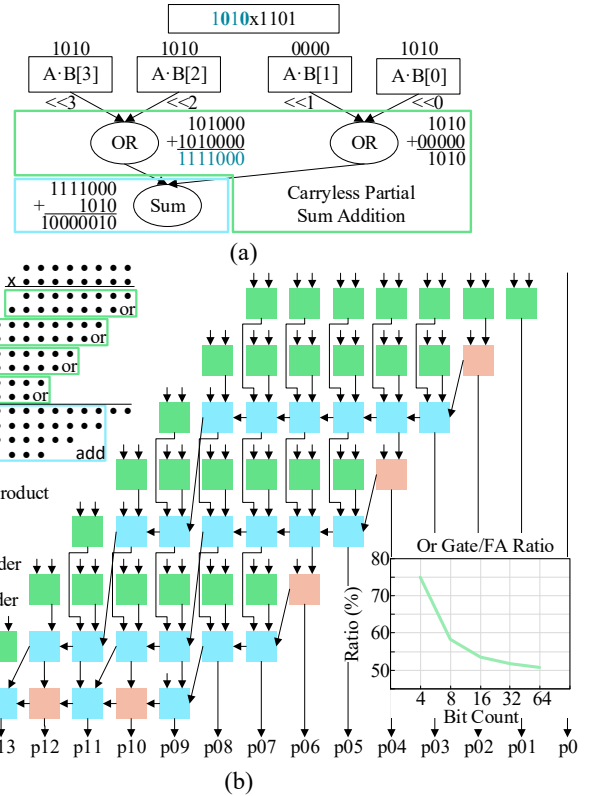 1010x1101
1010 1010 0000 1010
A·B[3] A·B[2] A·B[1] A·B[0]
<<3 <<2 <<1 <<0
OR
101000
+1010000
1111000
OR
1010
+00000
1010
1111000
+ 1010
10000010
Sum
Carryless Partial
Sum Addition
(a)
x
or
or
or
or
add
roduct
der
der
Or Gate/FA Ratio
Ratio (%)
80
70
60
50
4 8 16 32 64
Bit Count
13 p12 p11 p10 p09 p08 p07 p06 p05 p04 p03 p02 p01 p0
(b)